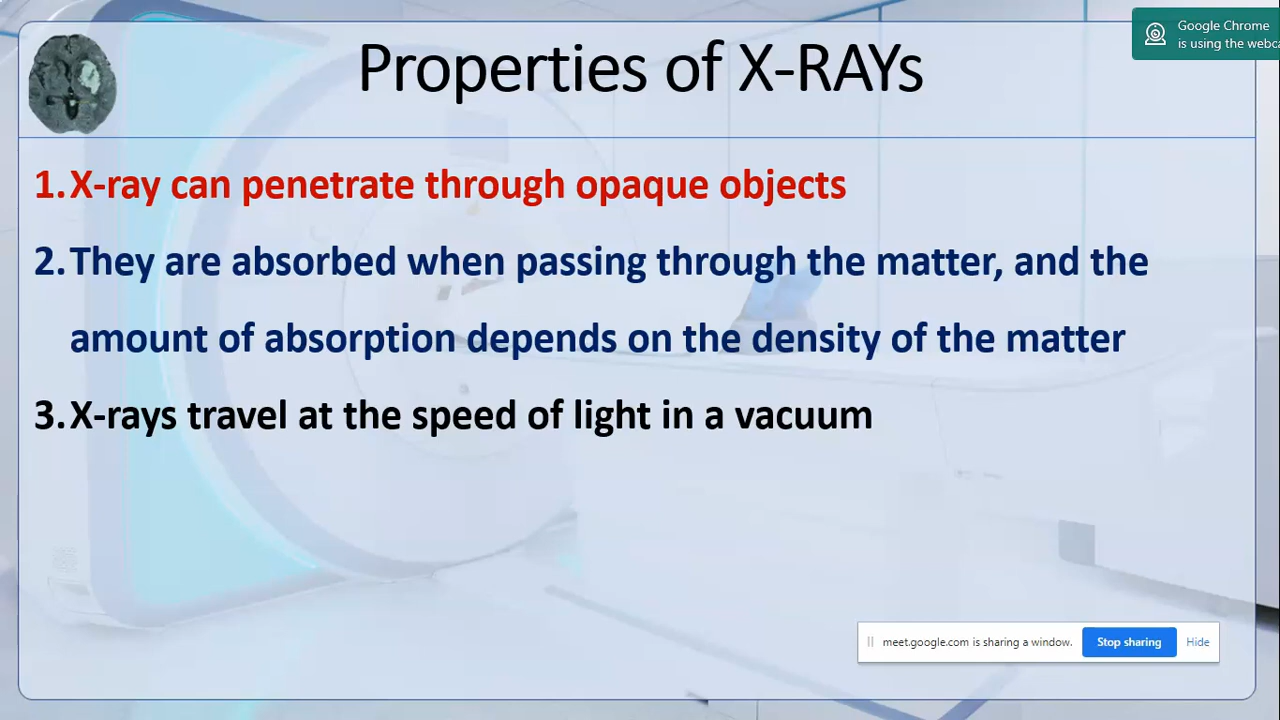 Properties of X-RAYs
Google Chrome
is using the webca
1. X-ray can penetrate through opaque objects
2. They are absorbed when passing through the matter, and the
amount of absorption depends on the density of the matter
3. X-rays travel at the speed of light in a vacuum
meet.google.com is sharing a window. Stop sharing Hide